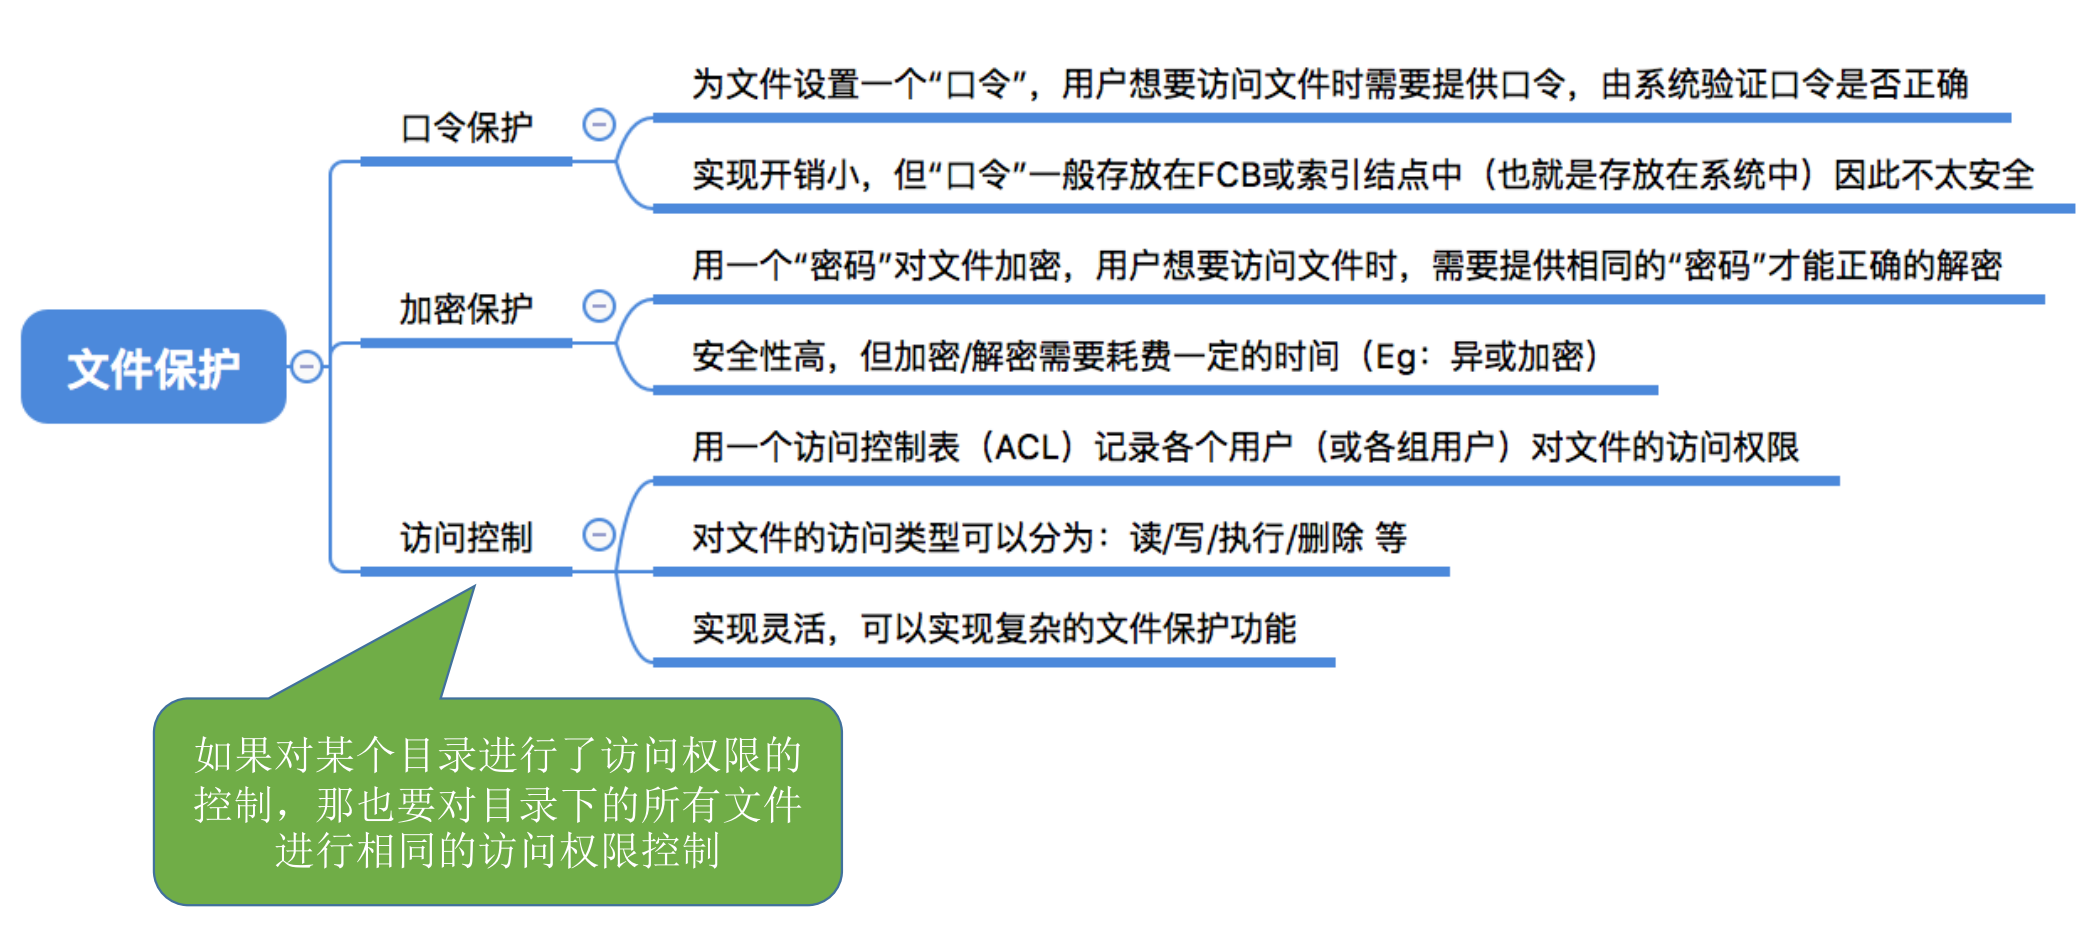 文件保护
口令保护
为文件设置一个“口令”，用户想要访问文件时需要提供口令，由系统验证口令是否正确
实现开销小，但“口令”一般存放在FCB或索引结点中（也就是存放在系统中）因此不太安全
加密保护
用一个“密码”对文件加密，用户想要访问文件时，需要提供相同的“密码”才能正确的解密
安全性高，但加密/解密需要耗费一定的时间（Eg：异或加密）
访问控制
用一个访问控制表（ACL）记录各个用户（或各组用户）对文件的访问权限
对文件的访问类型可以分为：读/写/执行/删除 等
实现灵活，可以实现复杂的文件保护功能
如果对某个目录进行了访问权限的
控制，那也要对目录下的所有文件
进行相同的访问权限控制